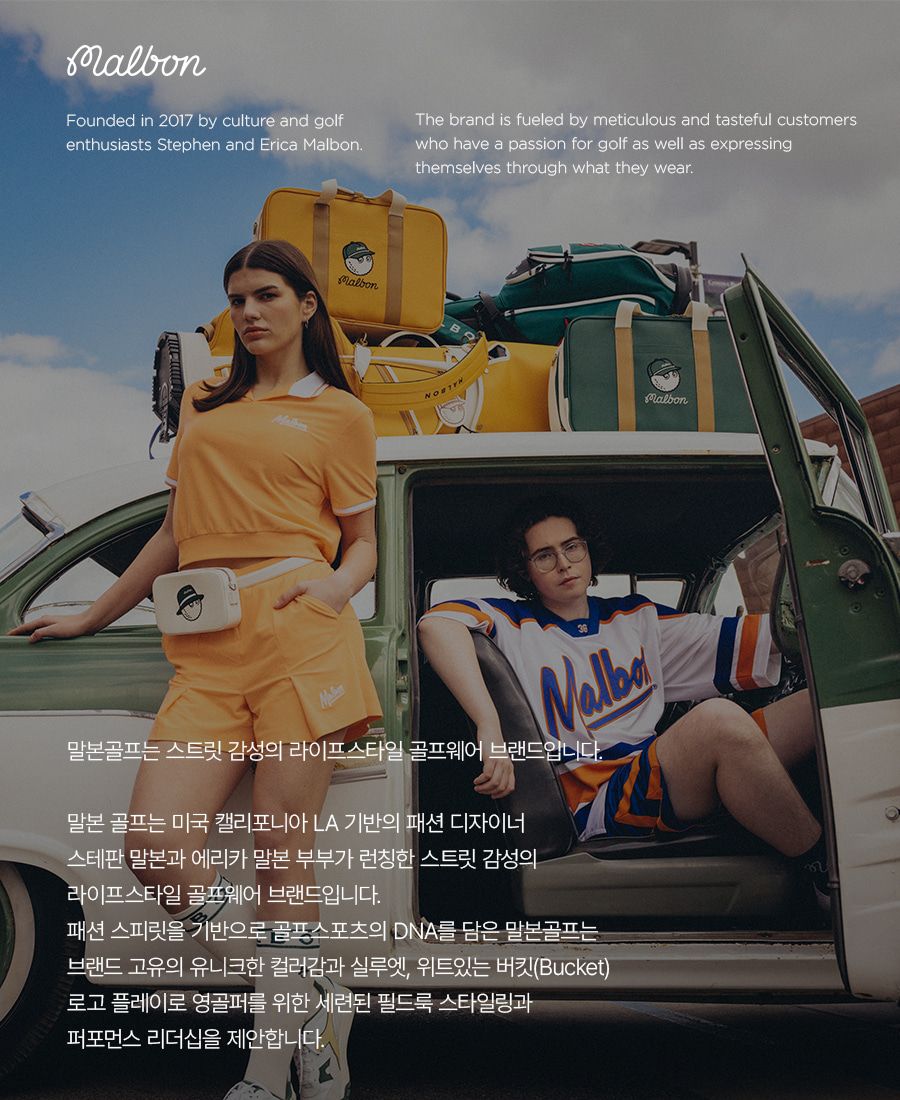 Malbon
Founded in 2017 by culture and golf
enthusiasts Stephen and Erica Malbon.
The brand is fueled by meticulous and tasteful customers
who have a passion for golf as well as expressing
themselves through what they wear.
Malbon
MALBON
Malbon
Malbon
36
Malbon
Malbon
말본골프는 스트릿 감성의 라이프스타일 골프웨어 브랜드입니다.
말본 골프는 미국 캘리포니아 LA 기반의 패션 디자이너
스테판 말본과 에리카 말본 부부가 런칭한 스트릿 감성의
라이프스타일 골프웨어 브랜드입니다.
패션 스피릿을 기반으로 골프스포츠의 DNA를 담은 말본골프는
브랜드 고유의 유니크한 컬러감과 실루엣, 위트있는 버킷(Bucket)
로고 플레이로 영골퍼를 위한 세련된 필드룩 스타일링과
퍼포먼스 리더십을 제안합니다.